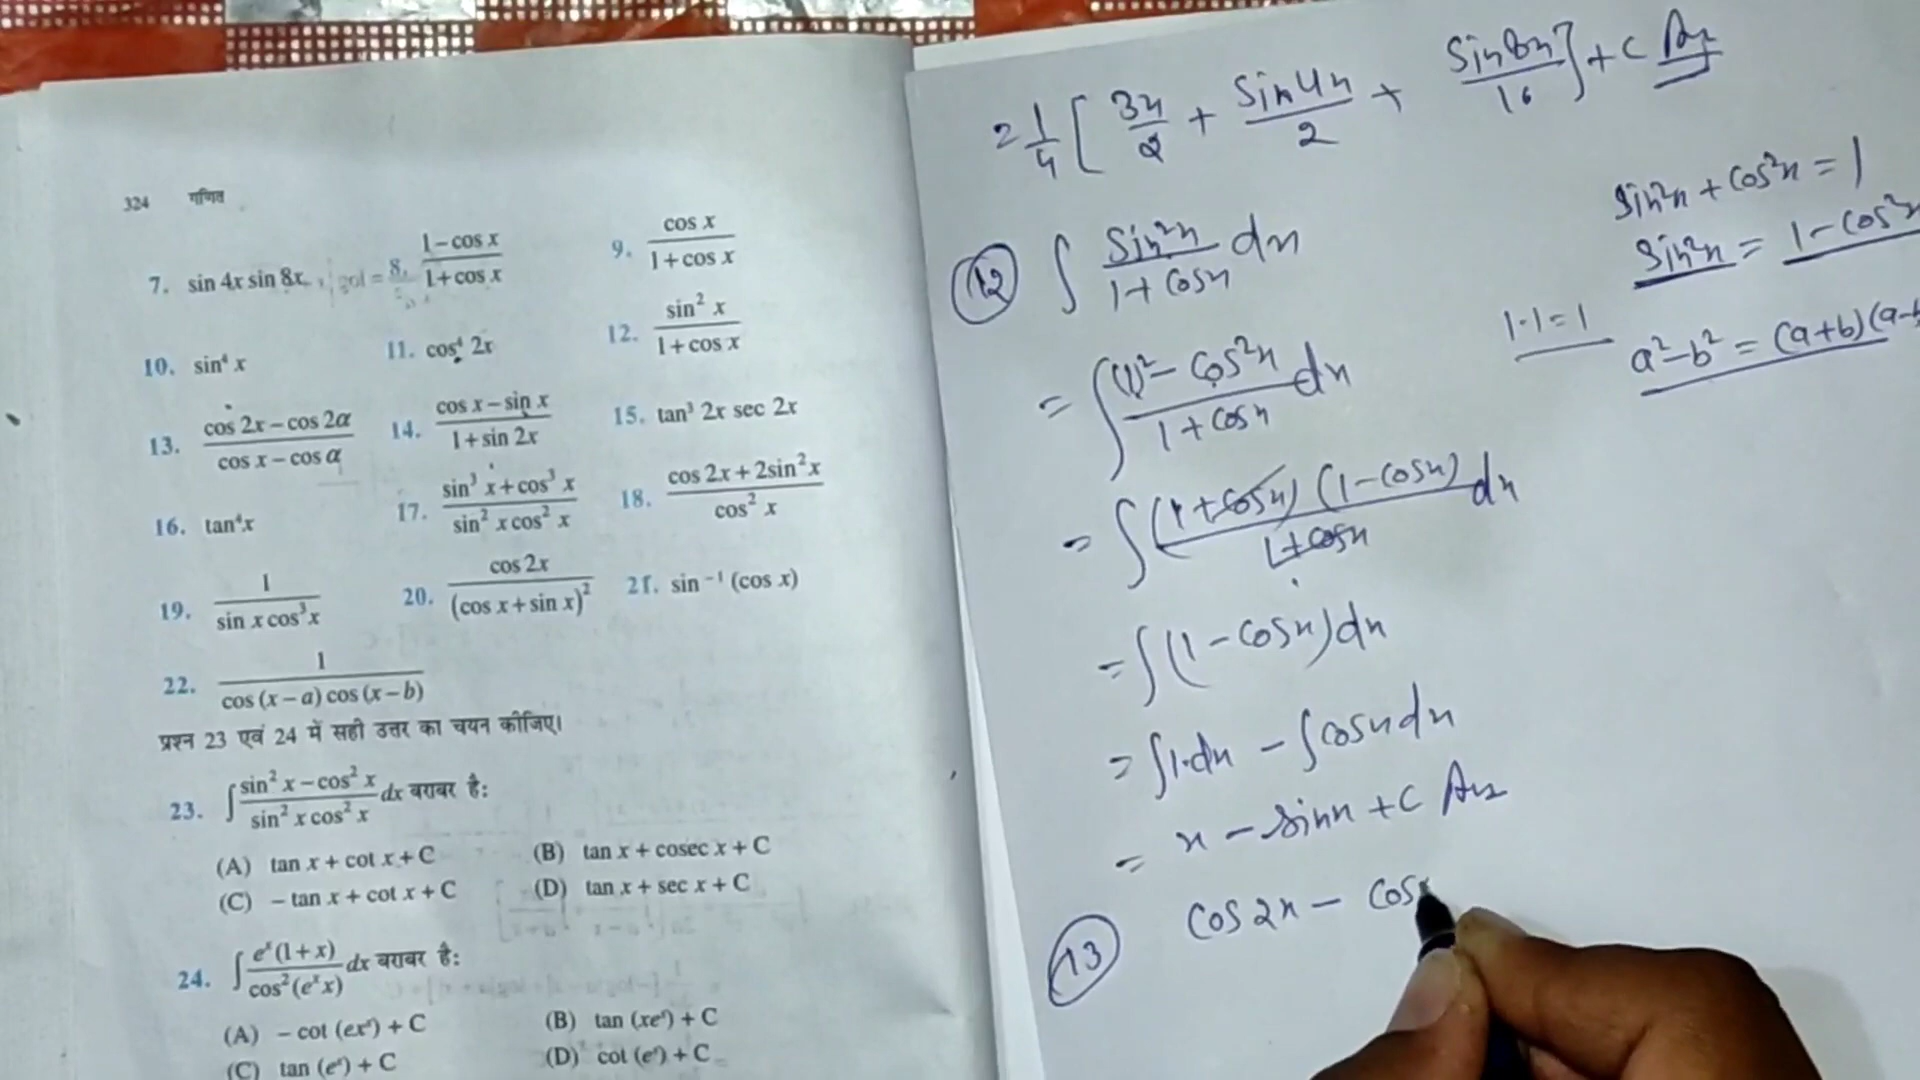 324 गणित
7. sin 4x sin 8x 8. (1 – cos x)/(1 + cos x) 9. cos x/(1 + cos x)
10. sin⁴ x 11. cos⁴ 2x 12. sin² x/(1 + cos x)
13. (cos 2x – cos 2α)/(cos x – cos α) 14. (cos x – sin x)/(1 + sin 2x) 15. tan³ 2x sec 2x
16. tan⁴x 17. (sin³ x + cos³ x)/(sin² x cos² x) 18. (cos 2x + 2sin² x)/cos² x
19. 1/(sin x cos³x) 20. cos 2x/(cos x + sin x)² 21. sin⁻¹ (cos x)
22. 1/(cos (x – a) cos (x – b))
प्रश्न 23 एवं 24 में सही उत्तर का चयन कीजिए।
23. ∫ (sin² x – cos² x)/(sin² x cos² x) dx बराबर है:
(A) tan x + cot x + C (B) tan x + cosec x + C
(C) – tan x + cot x + C (D) tan x + sec x + C
24. ∫ eˣ(1 + x)/cos² (eˣ x) dx बराबर है:
(A) – cot (exˣ) + C (B) tan (xeˣ) + C
(C) tan (eˣ) + C (D) cot (eˣ) + C
= 1/4 [ 3x/2 + sin4x/2 + sin8x/16 ] + C Ans
sin²x + cos²x = 1
sin²x = 1 – cos²x
1·1 = 1
a² – b² = (a+b)(a–b
(12) ∫ sin²x/(1 + cosx) dx
= ∫ ((1)² – cos²x)/(1 + cosx) dx
= ∫ (1 + cosx)(1 – cosx)/(1 + cosx) dx
= ∫ (1 – cosx) dx
= ∫ 1·dx – ∫ cosx dx
= x – sinx + C Ans
(13) cos2x – cos